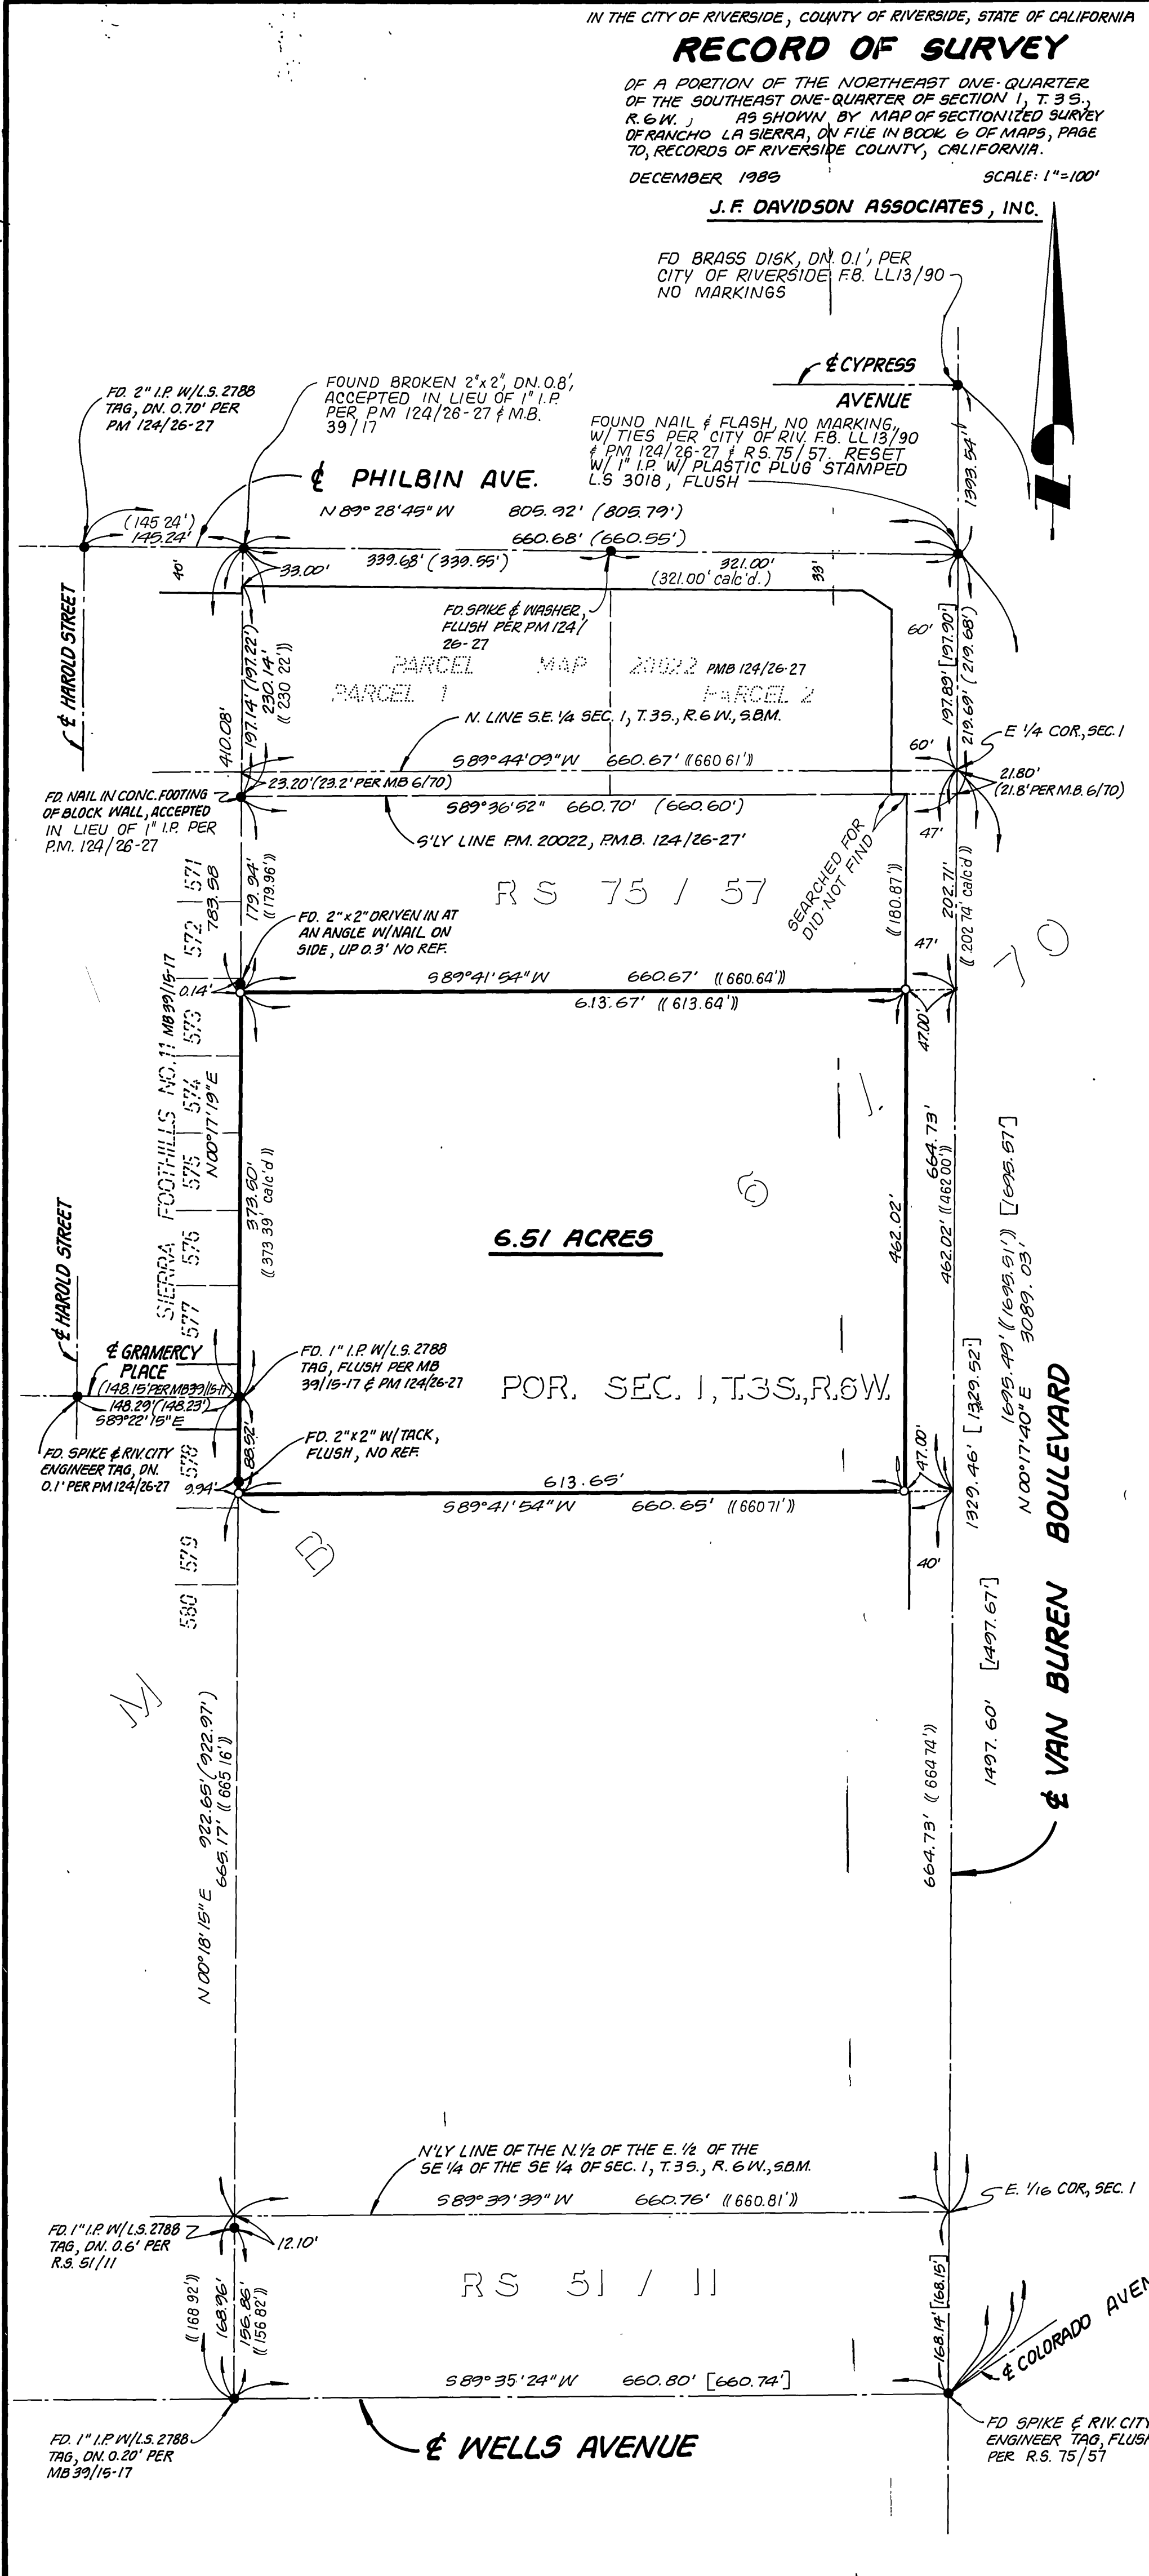 IN THE CITY OF RIVERSIDE, COUNTY OF RIVERSIDE, STATE OF CALIFORNIA
RECORD OF SURVEY
OF A PORTION OF THE NORTHEAST ONE-QUARTER
OF THE SOUTHEAST ONE-QUARTER OF SECTION 1, T. 3 S.,
R. 6 W., AS SHOWN BY MAP OF SECTIONIZED SURVEY
OF RANCHO LA SIERRA, ON FILE IN BOOK 6 OF MAPS, PAGE
70, RECORDS OF RIVERSIDE COUNTY, CALIFORNIA.
DECEMBER 1985 SCALE: 1"=100'
J. F. DAVIDSON ASSOCIATES, INC.
FD BRASS DISK, DN. 0.1', PER
CITY OF RIVERSIDE F.B. LL13/90
NO MARKINGS
℄ CYPRESS
AVENUE
1393.54'
FD. 2" I.P. W/L.S. 2788
TAG, DN. 0.70' PER
PM 124/26-27
FOUND BROKEN 2"x2", DN. 0.8',
ACCEPTED IN LIEU OF 1" I.P.
PER PM 124/26-27 & M.B.
39/17
FOUND NAIL & FLASH, NO MARKING,
W/ TIES PER CITY OF RIV. F.B. LL13/90
& PM 124/26-27 & R.S. 75/57. RESET
W/ 1" I.P. W/ PLASTIC PLUG STAMPED
L.S 3018, FLUSH
℄ PHILBIN AVE.
N 89° 28'45" W 805.92' (805.79')
(145 24')
145.24'
660.68' (660.55')
339.68' (339.55')
321.00'
(321.00' calc'd.)
40'
33.00'
33'
℄ HAROLD STREET
FD. SPIKE & WASHER,
FLUSH PER PM 124/
26-27
PARCEL MAP 20022 PMB 124/26-27
PARCEL 1 PARCEL 2
410.08'
197.14' (197.22')
230.14'
((230 22'))
60'
197.89' [197.90']
219.69' (219.68')
N. LINE S.E. 1/4 SEC. 1, T. 3S., R. 6 W., S.B.M.
60'
E 1/4 COR., SEC. 1
S89°44'09"W 660.67' ((660 61'))
23.20' (23.2' PER MB 6/70)
21.80'
(21.8' PER M.B. 6/70)
FD. NAIL IN CONC. FOOTING
OF BLOCK WALL, ACCEPTED
IN LIEU OF 1" I.P. PER
P.M. 124/26-27
S89°36'52" 660.70' (660.60')
S'LY LINE P.M. 20022, P.M.B. 124/26-27'
47'
SEARCHED FOR
DID NOT FIND
RS 75 / 57
571
783.58
179.94'
((179.96'))
((180.87'))
202.71'
((202 74' calc'd))
572
FD. 2"x2" DRIVEN IN AT
AN ANGLE W/NAIL ON
SIDE, UP 0.3' NO REF.
47'
70
S89°41'54"W 660.67' ((660.64'))
0.14'
613.67' ((613.64'))
47.00'
SIERRA FOOTHILLS NO. 11 MB 39/15-17
573
574
N00°17'19"E
575
576
577
373.50'
((373 39' calc'd))
6
6.51 ACRES
462.02'
664.73'
462.02' ((462 00'))
1695.49' ((1695.51')) [1695.57']
N 00°17'40" E 3089.03'
1329.46' [1329.52']
℄ HAROLD STREET
℄ GRAMERCY
PLACE
(148.15' PER MB39/15-17)
148.29' (148.23')
S89°22'15"E
FD. 1" I.P. W/L.S. 2788
TAG, FLUSH PER MB
39/15-17 & PM 124/26-27
POR. SEC. 1, T.3S., R.6W.
FD. SPIKE & RIV. CITY
ENGINEER TAG, DN.
0.1' PER PM 124/26-27
578
88.52'
9.94'
FD. 2"x2" W/TACK,
FLUSH, NO REF.
47.00'
613.65'
S89°41'54"W 660.65' ((660 71'))
40'
579
580
B
M
℄ VAN BUREN BOULEVARD
1497.60' [1497.67']
664.73' ((664 74'))
N 00°18'15" E 922.65' (922.97')
665.17' ((665 16'))
N'LY LINE OF THE N. 1/2 OF THE E. 1/2 OF THE
SE 1/4 OF THE SE 1/4 OF SEC. 1, T. 3S., R. 6 W., S.B.M.
S89°39'39"W 660.76' ((660.81'))
E. 1/16 COR, SEC. 1
FD. 1" I.P. W/L.S. 2788
TAG, DN. 0.6' PER
R.S. 51/11
12.10'
RS 51 / 11
((168 92'))
168.96'
156.86'
((156 82'))
168.14' [168.15']
℄ COLORADO AVEN
S89°35'24"W 660.80' [660.74']
℄ WELLS AVENUE
FD. 1" I.P. W/L.S. 2788
TAG, DN. 0.20' PER
MB 39/15-17
FD SPIKE & RIV. CITY
ENGINEER TAG, FLUSH
PER R.S. 75/57